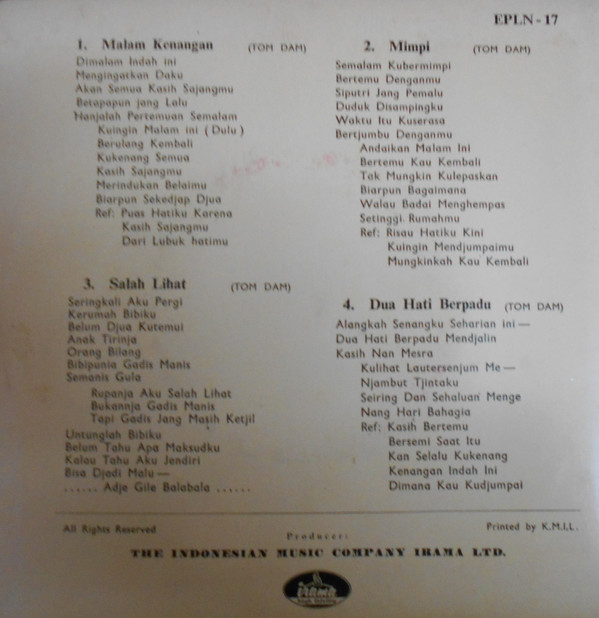 EPLN - 17
1. Malam Kenangan (TOM DAM)
Dimalam Indah ini
Mengingatkan Daku
Akan Semua Kasih Sajangmu
Betapapun jang Lalu
Hanjalah Pertemuan Semalam
Kuingin Malam ini ( Dulu )
Berulang Kembali
Kukenang Semua
Kasih Sajangmu
Merindukan Belaimu
Biarpun Sekedjap Djua
Ref: Puas Hatiku Karena
Kasih Sajangmu
Dari Lubuk hatimu
2. Mimpi (TOM DAM)
Semalam Kubermimpi
Bertemu Denganmu
Siputri Jang Pemalu
Duduk Disampingku
Waktu Itu Kuserasa
Bertjumbu Denganmu
Andaikan Malam Ini
Bertemu Kau Kembali
Tak Mungkin Kulepaskan
Biarpun Bagaimana
Walau Badai Menghempas
Setinggi Rumahmu
Ref: Risau Hatiku Kini
Kuingin Mendjumpaimu
Mungkinkah Kau Kembali
3. Salah Lihat (TOM DAM)
Seringkali Aku Pergi
Kerumah Bibiku
Belum Djua Kutemui
Anak Tirinja
Orang Bilang
Bibipunia Gadis Manis
Semanis Gula
Rupanja Aku Salah Lihat
Bukannja Gadis Manis
Tapi Gadis Jang Masih Ketjil
Untunglah Bibiku
Belum Tahu Apa Maksudku
Kalau Tahu Aku Jendiri
Bisa Djadi Malu —
...... Adje Gile Balabala ......
4. Dua Hati Berpadu (TOM DAM)
Alangkah Senangku Seharian ini —
Dua Hati Berpadu Mendjalin
Kasih Nan Mesra
Kulihat Lautersenjum Me —
Njambut Tjintaku
Seiring Dan Sehaluan Menge
Nang Hari Bahagia
Ref: Kasih Bertemu
Bersemi Saat Itu
Kan Selalu Kukenang
Kenangan Indah Ini
Dimana Kau Kudjumpai
All Rights Reserved
Printed by K.M.I.L.
Producer:
THE INDONESIAN MUSIC COMPANY IRAMA LTD.
irama